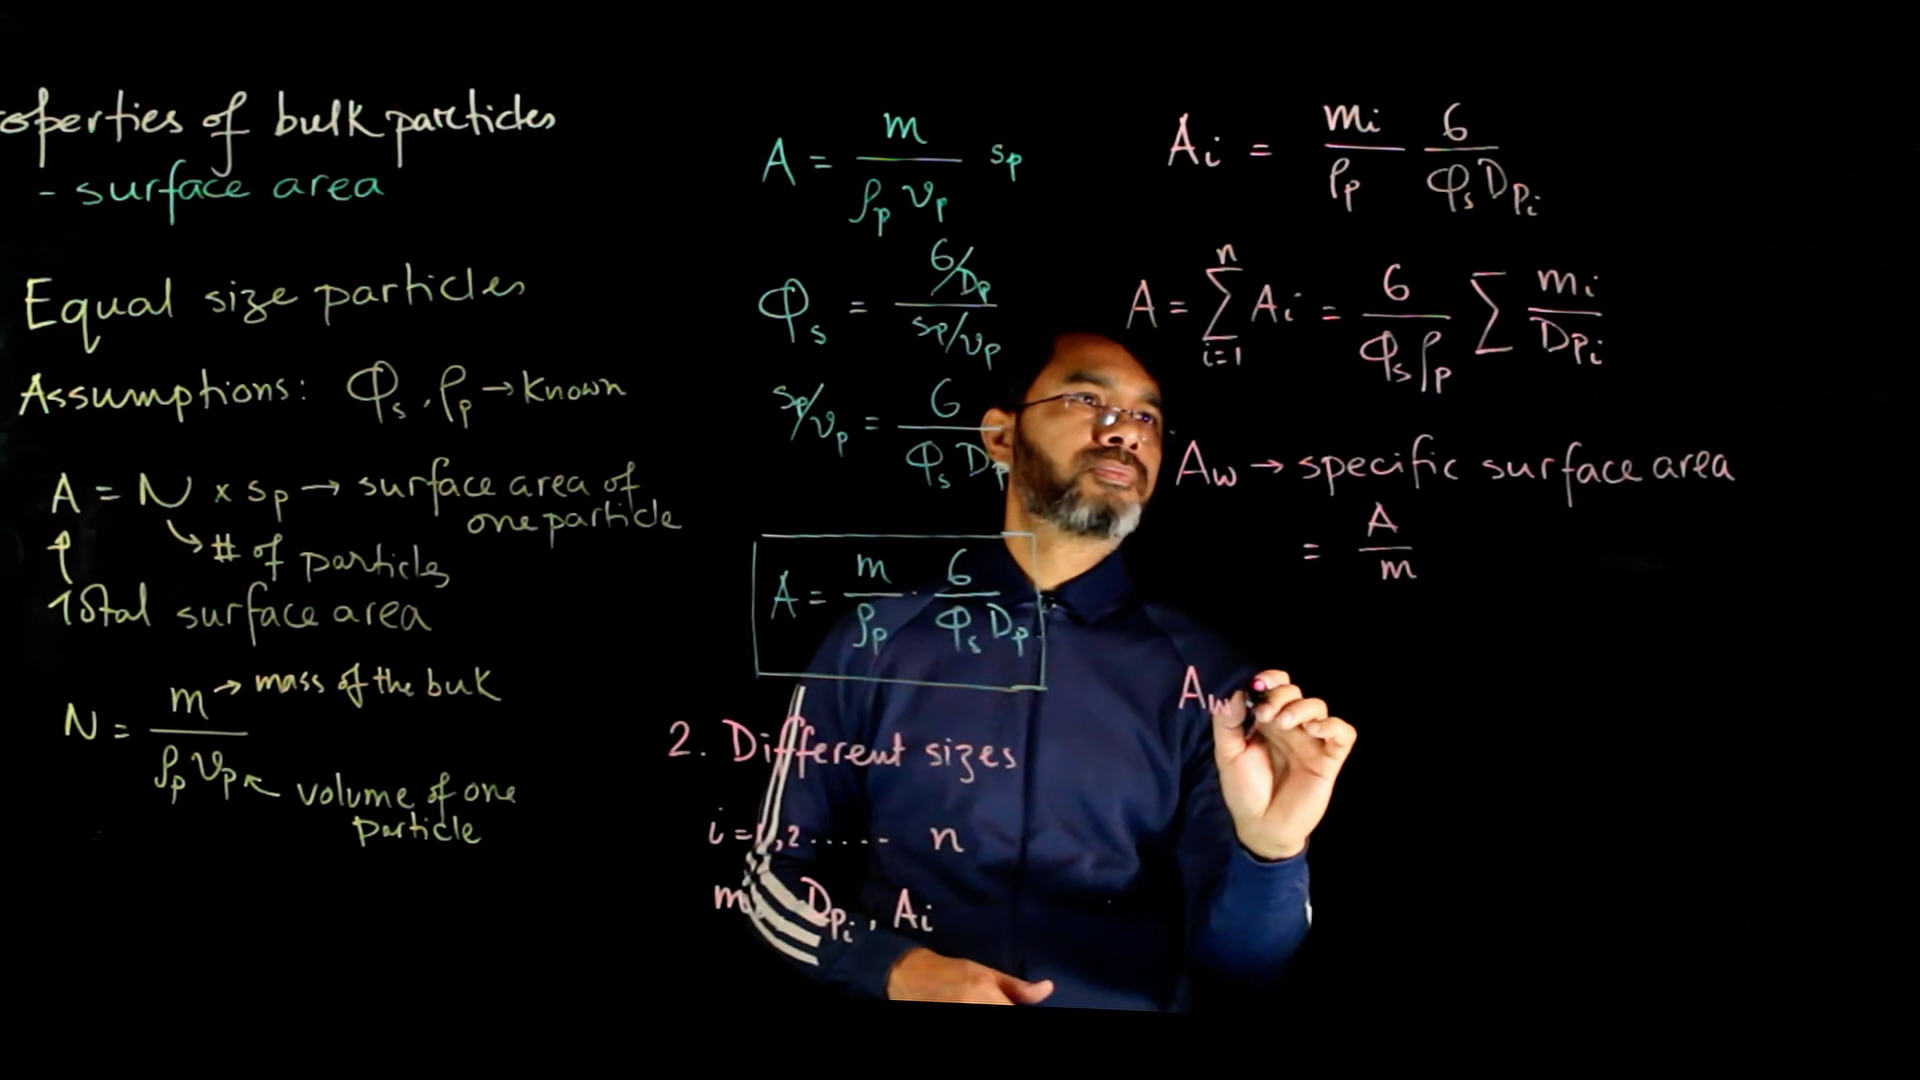 operties of bulk particles
- surface area
Equal size particles
Assumptions: Φs, ρp → Known
A = N × sp → surface area of one particle
↑ ↘ # of particles
Total surface area
N = m / ρp vp
m → mass of the bulk
vp ← volume of one particle
A = m / ρp vp sp
Φs = 6/Dp / sp/vp
sp/vp = 6 / Φs Dp
A = m / ρp · 6 / Φs Dp
2. Different sizes
i = 1,2 ..... n
m Dpi, Ai
Ai = mi / ρp 6 / Φs Dpi
A = Σ i=1 n Ai = 6 / Φs ρp Σ mi / Dpi
Aw → specific surface area
= A / m
Aw